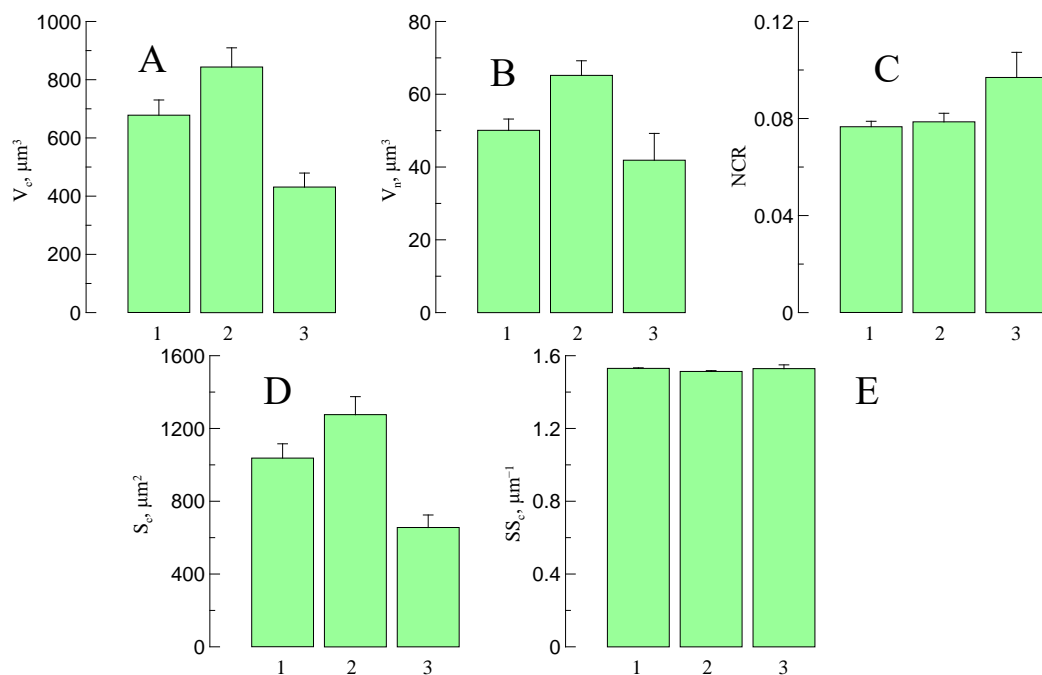 1000
800
600
400
200
0
V_c, μm³
A
1 2 3
80
60
40
20
0
V_n, μm³
B
1 2 3
0.12
0.08
0.04
0
NCR
C
1 2 3
1600
1200
800
400
0
S_c, μm²
D
1 2 3
1.6
1.2
0.8
0.4
0
SS_c, μm⁻¹
E
1 2 3